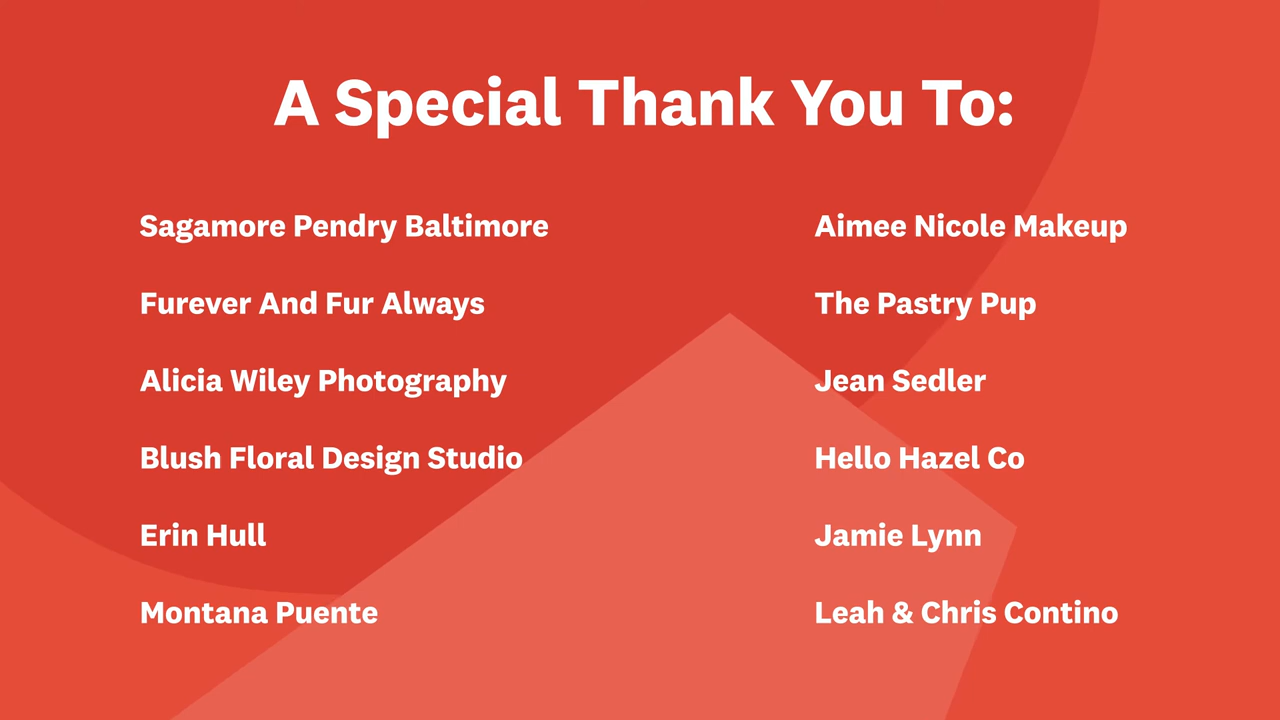 A Special Thank You To:
Sagamore Pendry Baltimore
Furever And Fur Always
Alicia Wiley Photography
Blush Floral Design Studio
Erin Hull
Montana Puente
Aimee Nicole Makeup
The Pastry Pup
Jean Sedler
Hello Hazel Co
Jamie Lynn
Leah & Chris Contino